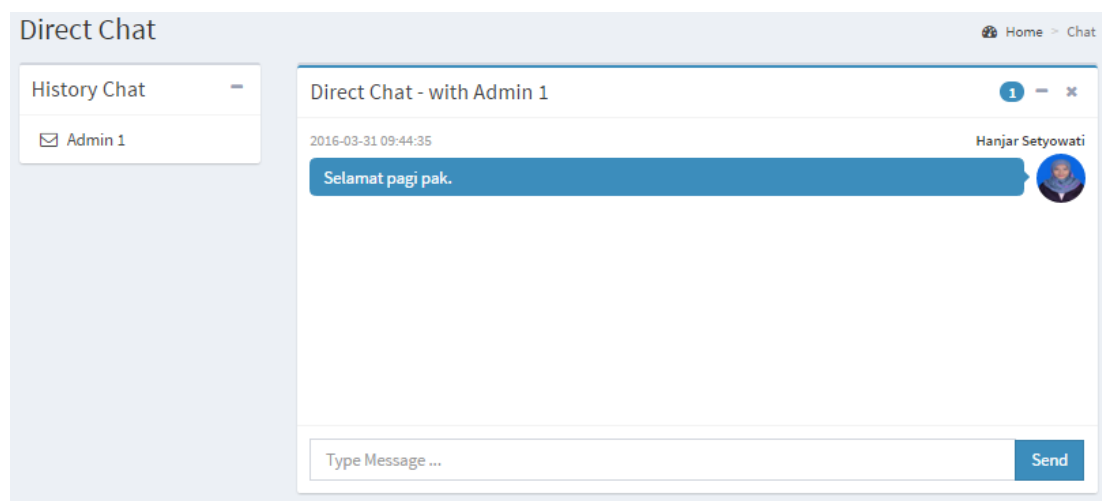 Direct Chat
Home > Chat
History Chat
Admin 1
Direct Chat - with Admin 1
1
2016-03-31 09:44:35
Hanjar Setyowati
Selamat pagi pak.
Type Message ...
Send